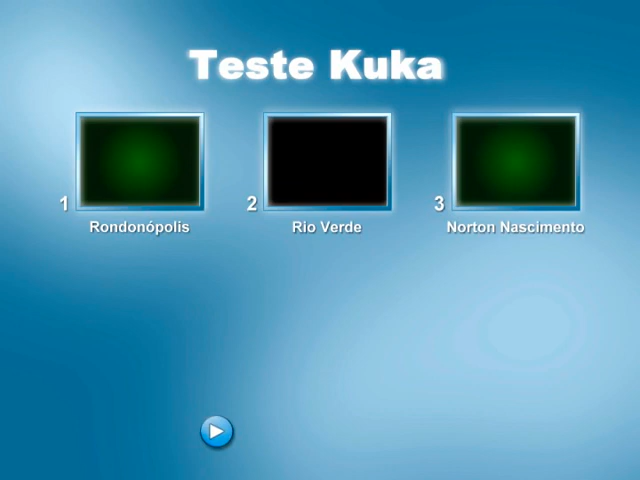 Teste Kuka
1
Rondonópolis
2
Rio Verde
3
Norton Nascimento